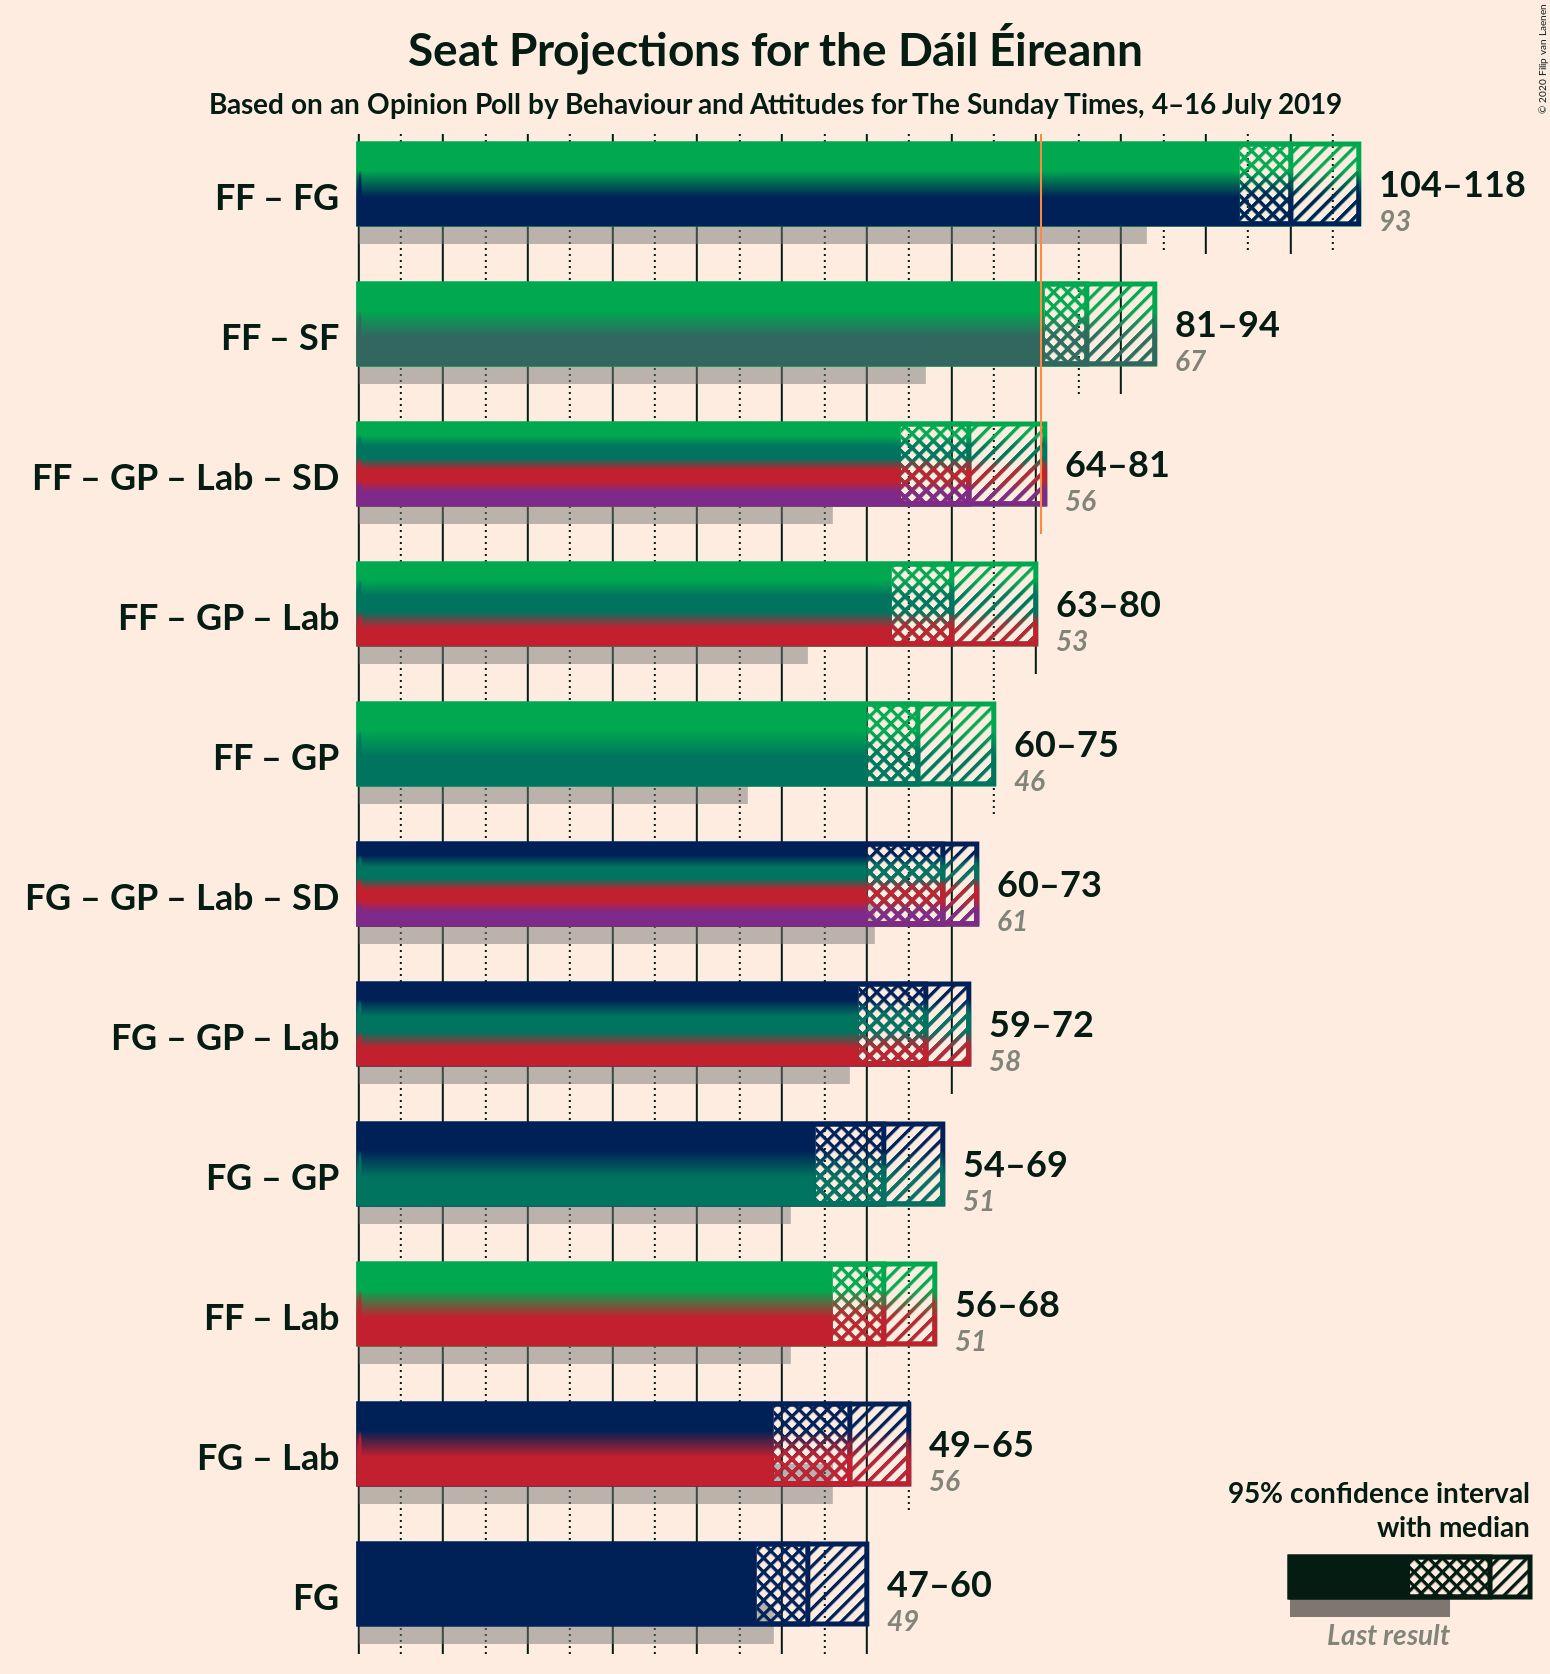 Seat Projections for the Dáil Éireann
Based on an Opinion Poll by Behaviour and Attitudes for The Sunday Times, 4–16 July 2019
© 2020 Filip van Laenen
FF – FG
104–118
93
FF – SF
81–94
67
FF – GP – Lab – SD
64–81
56
FF – GP – Lab
63–80
53
FF – GP
60–75
46
FG – GP – Lab – SD
60–73
61
FG – GP – Lab
59–72
58
FG – GP
54–69
51
FF – Lab
56–68
51
FG – Lab
49–65
56
FG
47–60
49
95% confidence interval
with median
Last result